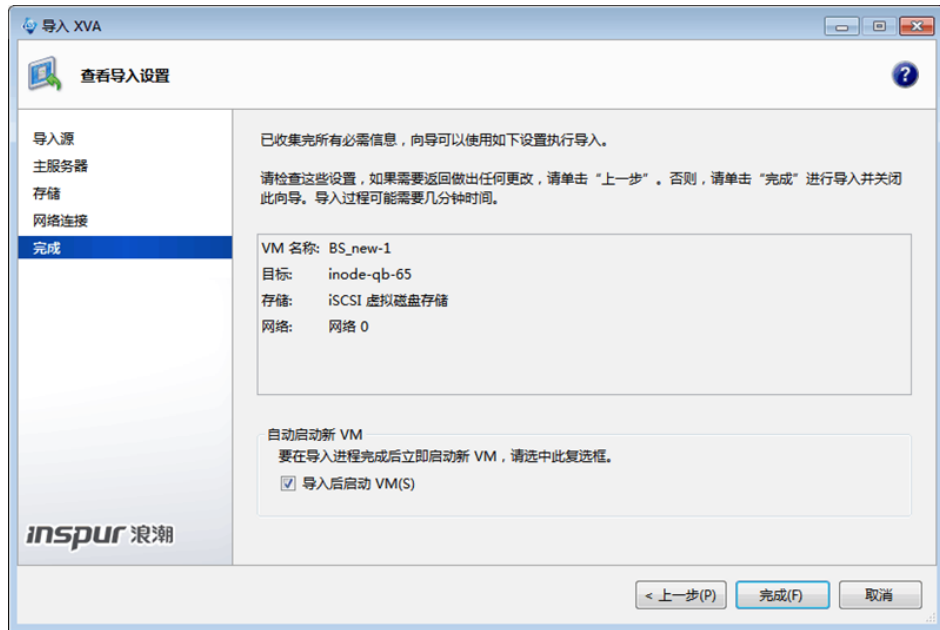 导入 XVA
查看导入设置
?
导入源
主服务器
存储
网络连接
完成
已收集完所有必需信息，向导可以使用如下设置执行导入。
请检查这些设置，如果需要返回做出任何更改，请单击“上一步”。否则，请单击“完成”进行导入并关闭
此向导。导入过程可能需要几分钟时间。
VM 名称: BS_new-1
目标: inode-qb-65
存储: iSCSI 虚拟磁盘存储
网络: 网络 0
自动启动新 VM
要在导入进程完成后立即启动新 VM，请选中此复选框。
导入后启动 VM(S)
inspur 浪潮
< 上一步(P)
完成(F)
取消